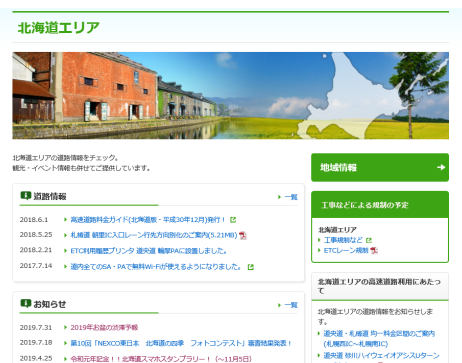 北海道エリア
北海道エリアの道路情報をチェック。
観光・イベント情報も併せてご提供しています。
道路情報
一覧
2018.6.1 高速道路料金ガイド(北海道版・平成30年12月)発行！
2018.5.25 札樽道 朝里IC入口レーン行先方向別化のご案内(5.21MB)
2018.2.21 ETC利用履歴プリンタ 道央道 輪厚PAに設置しました。
2017.7.14 道内全てのSA・PAで無料Wi-Fiが使えるようになりました。
お知らせ
一覧
2019.7.31 2019年お盆の渋滞予報
2019.7.18 第10回「NEXCO東日本 北海道の四季 フォトコンテスト」審査結果発表！
2019.4.25 令和元年記念！！北海道スマホスタンプラリー！（～11月5日）
地域情報
工事などによる規制の予定
北海道エリア
工事規制など
ETCレーン規制
北海道エリアの高速道路利用にあたっ
て
北海道エリアの道路情報をお知らせしま
す。
道央道・札樽道 均一料金区間のご案内
(札幌西IC～札幌南IC)
道央道 砂川ハイウェイオアシスUターン